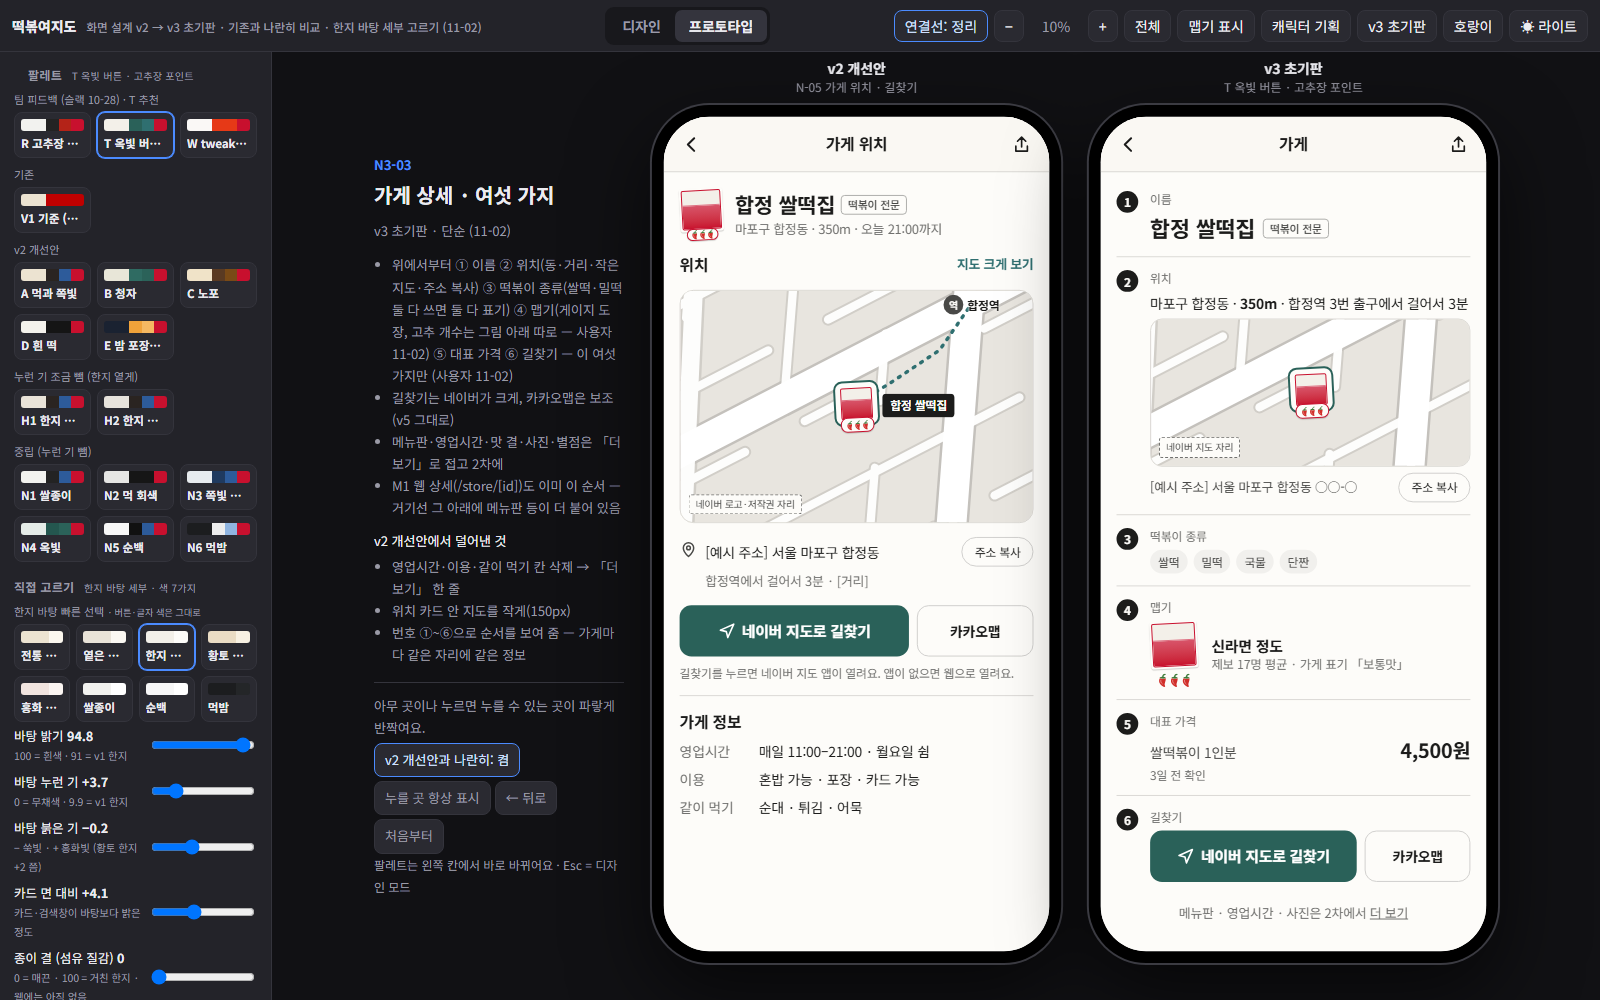 떡볶여지도 화면 설계 v2 → v3 초기판 · 기존과 나란히 비교 · 한지 바탕 세부 고르기 (11-02)
디자인 프로토타입
연결선: 정리 − 10% + 전체 맵기 표시 캐릭터 기획 v3 초기판 호랑이 ☀ 라이트
팔레트 T 옥빛 버튼 · 고추장 포인트
팀 피드백 (슬랙 10-28) · T 추천
R 고추장 ··· T 옥빛 버··· W tweak···
기존
V1 기준 (···
v2 개선안
A 먹과 쪽빛 B 청자 C 노포
D 흰 떡 E 밤 포장···
누런 기 조금 뺌 (한지 옅게)
H1 한지 ··· H2 한지 ···
중립 (누런 기 뺌)
N1 쌀종이 N2 먹 회색 N3 쪽빛 ···
N4 옥빛 N5 순백 N6 먹밤
직접 고르기 한지 바탕 세부 · 색 7가지
한지 바탕 빠른 선택 · 버튼·글자 색은 그대로
전통 ··· 옅은 ··· 한지 ··· 황토 ···
홍화 ··· 쌀종이 순백 먹밤
바탕 밝기 94.8
100 = 흰색 · 91 = v1 한지
바탕 누런 기 +3.7
0 = 무채색 · 9.9 = v1 한지
바탕 붉은 기 −0.2
− 쑥빛 · + 홍화빛 (황토 한지
+2 쯤)
카드 면 대비 +4.1
카드·검색창이 바탕보다 밝은
정도
종이 결 (섬유 질감) 0
0 = 매끈 · 100 = 거친 한지 ·
웹에는 아직 없음
N3-03
가게 상세 · 여섯 가지
v3 초기판 · 단순 (11-02)
• 위에서부터 ① 이름 ② 위치(동·거리·작은
지도·주소 복사) ③ 떡볶이 종류(쌀떡·밀떡
둘 다 쓰면 둘 다 표기) ④ 맵기(게이지 도
장, 고추 개수는 그림 아래 따로 — 사용자
11-02) ⑤ 대표 가격 ⑥ 길찾기 — 이 여섯
가지만 (사용자 11-02)
• 길찾기는 네이버가 크게, 카카오맵은 보조
(v5 그대로)
• 메뉴판·영업시간·맛 결·사진·별점은 「더
보기」로 접고 2차에
• M1 웹 상세(/store/[id])도 이미 이 순서 —
거기선 그 아래에 메뉴판 등이 더 붙어 있음
v2 개선안에서 덜어낸 것
• 영업시간·이용·같이 먹기 칸 삭제 → 「더
보기」 한 줄
• 위치 카드 안 지도를 작게(150px)
• 번호 ①~⑥으로 순서를 보여 줌 — 가게마
다 같은 자리에 같은 정보
아무 곳이나 누르면 누를 수 있는 곳이 파랗게
반짝여요.
v2 개선안과 나란히: 켬
누를 곳 항상 표시 ← 뒤로
처음부터
팔레트는 왼쪽 칸에서 바로 바뀌어요 · Esc = 디자
인 모드
v2 개선안
N-05 가게 위치 · 길찾기
가게 위치
합정 쌀떡집 떡볶이 전문
마포구 합정동 · 350m · 오늘 21:00까지
위치 지도 크게 보기
역 합정역
합정 쌀떡집
네이버 로고·저작권 자리
[예시 주소] 서울 마포구 합정동 주소 복사
합정역에서 걸어서 3분 · [거리]
네이버 지도로 길찾기 카카오맵
길찾기를 누르면 네이버 지도 앱이 열려요. 앱이 없으면 웹으로 열려요.
가게 정보
영업시간 매일 11:00–21:00 · 월요일 쉼
이용 혼밥 가능 · 포장 · 카드 가능
같이 먹기 순대 · 튀김 · 어묵
v3 초기판
T 옥빛 버튼 · 고추장 포인트
가게
1 이름
합정 쌀떡집 떡볶이 전문
2 위치
마포구 합정동 · 350m · 합정역 3번 출구에서 걸어서 3분
네이버 지도 자리
[예시 주소] 서울 마포구 합정동 ○○-○ 주소 복사
3 떡볶이 종류
쌀떡 밀떡 국물 단짠
4 맵기
신라면 정도
제보 17명 평균 · 가게 표기 「보통맛」
5 대표 가격
쌀떡볶이 1인분 4,500원
3일 전 확인
6 길찾기
네이버 지도로 길찾기 카카오맵
메뉴판 · 영업시간 · 사진은 2차에서 더 보기